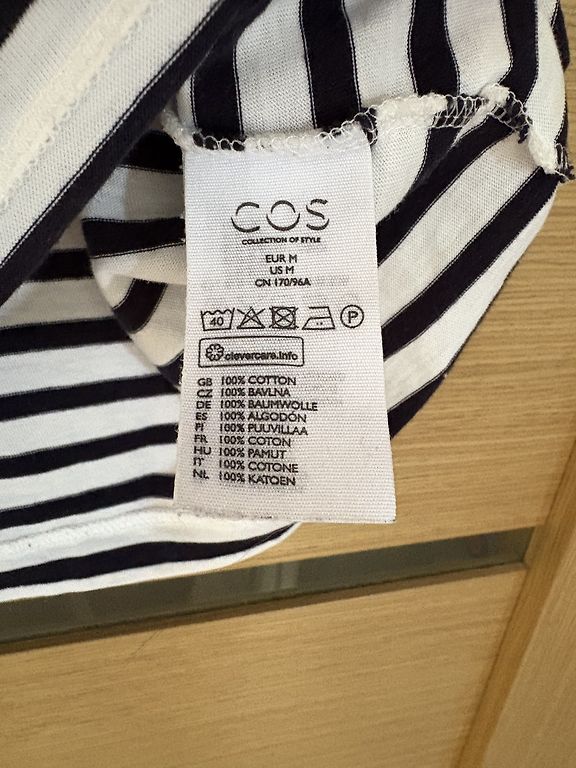 COS
COLLECTION OF STYLE
EUR M
US M
CN 170/96A
40 P
clevercare.info
GB 100% COTTON
CZ 100% BAVLNA
DE 100% BAUMWOLLE
ES 100% ALGODÓN
FI 100% PUUVILLAA
FR 100% COTON
HU 100% PAMUT
IT 100% COTONE
NL 100% KATOEN